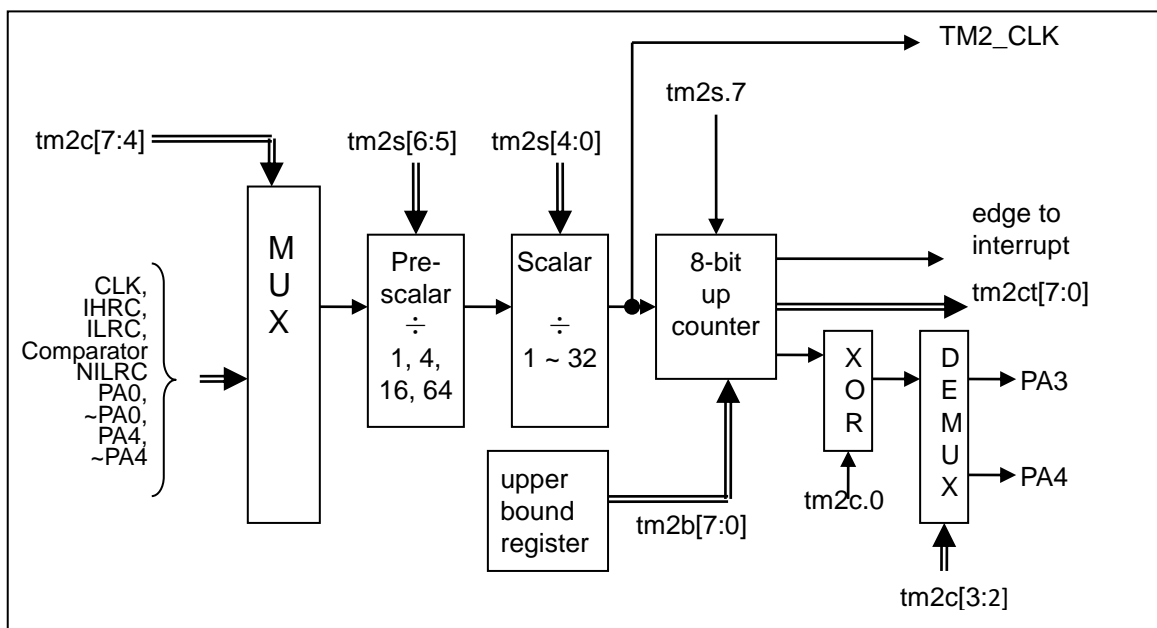 TM2_CLK
tm2s.7
tm2c[7:4]
tm2s[6:5]
tm2s[4:0]
M
U
X
Pre-
scalar
÷
1, 4,
16, 64
Scalar
÷
1 ~ 32
8-bit
up
counter
edge to
interrupt
tm2ct[7:0]
CLK,
IHRC,
ILRC,
Comparator
NILRC
PA0,
~PA0,
PA4,
~PA4
X
O
R
D
E
M
U
X
PA3
PA4
upper
bound
register
tm2b[7:0]
tm2c.0
tm2c[3:2]